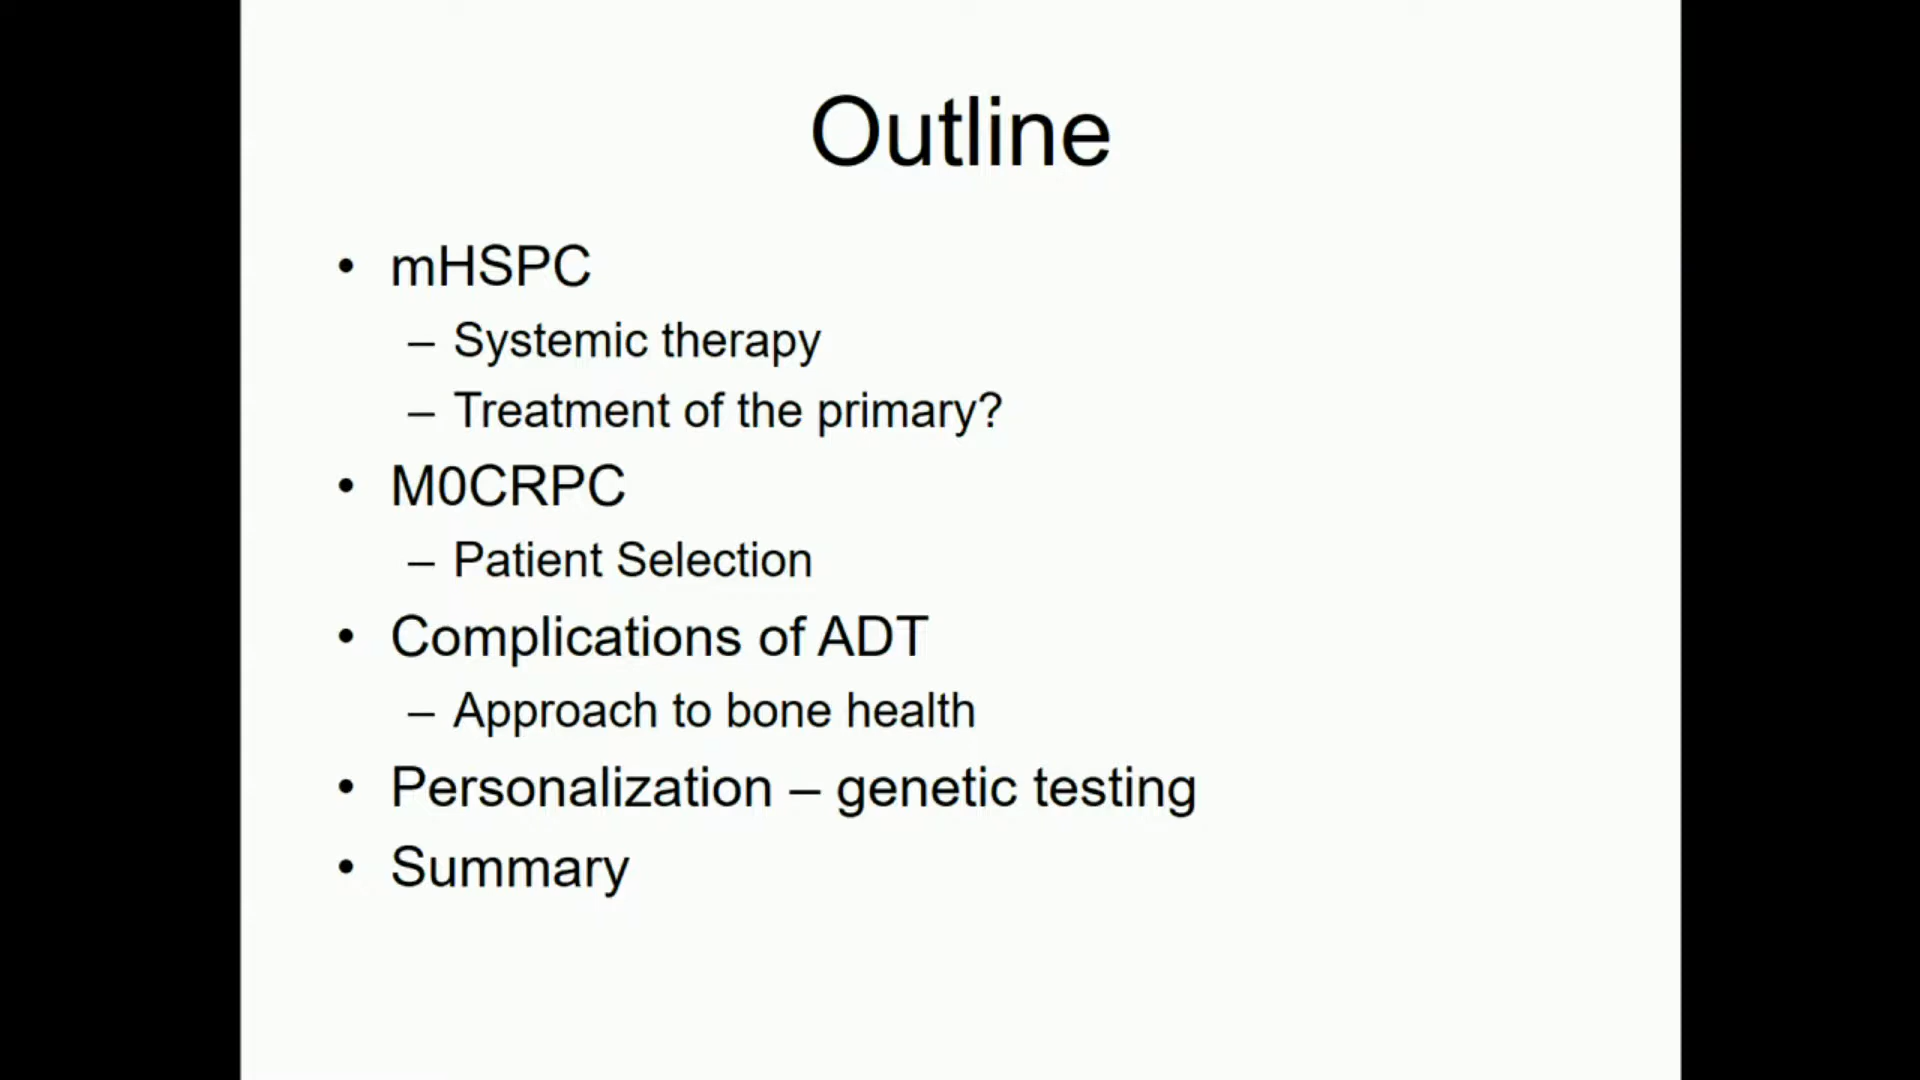 Outline
• mHSPC
– Systemic therapy
– Treatment of the primary?
• M0CRPC
– Patient Selection
• Complications of ADT
– Approach to bone health
• Personalization – genetic testing
• Summary